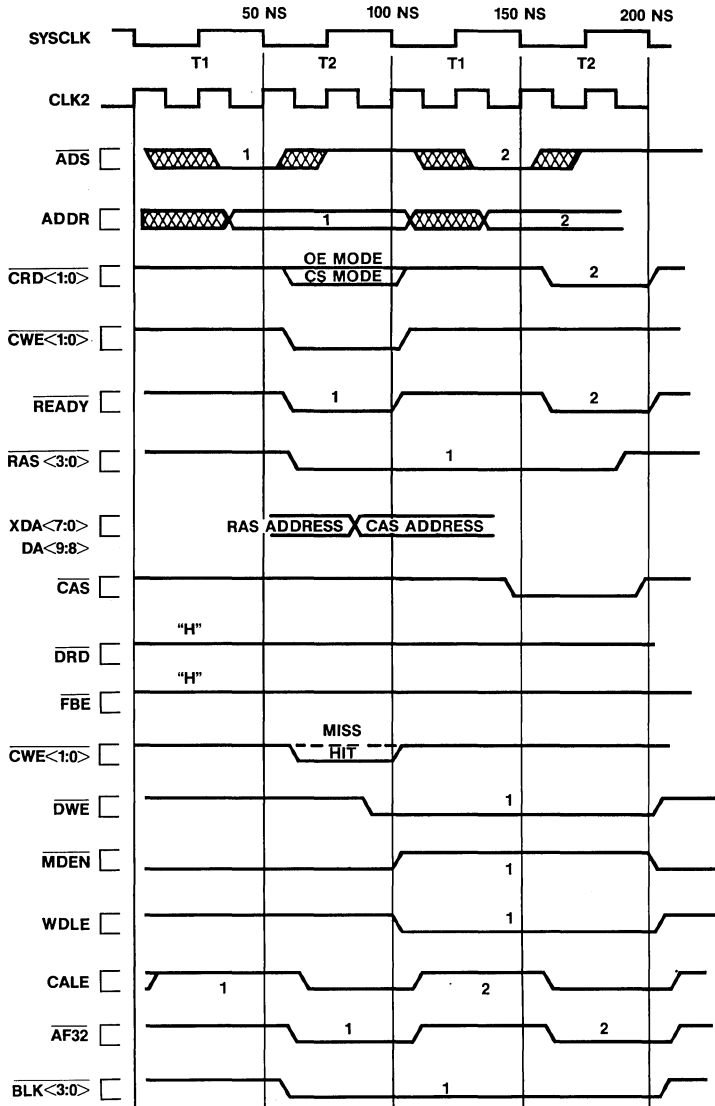 50 NS 100 NS 150 NS 200 NS
SYSCLK
T1 T2 T1 T2
CLK2
ADS 1 2
ADDR 1 2
OE MODE
CRD<1:0> CS MODE 2
CWE<1:0>
READY 1 2
RAS <3:0> 1
XDA<7:0> RAS ADDRESS CAS ADDRESS
DA<9:8>
CAS
"H"
DRD
"H"
FBE
MISS
CWE<1:0> HIT
DWE 1
MDEN 1
WDLE 1
CALE 1 2
AF32 1 2
BLK<3:0> 1